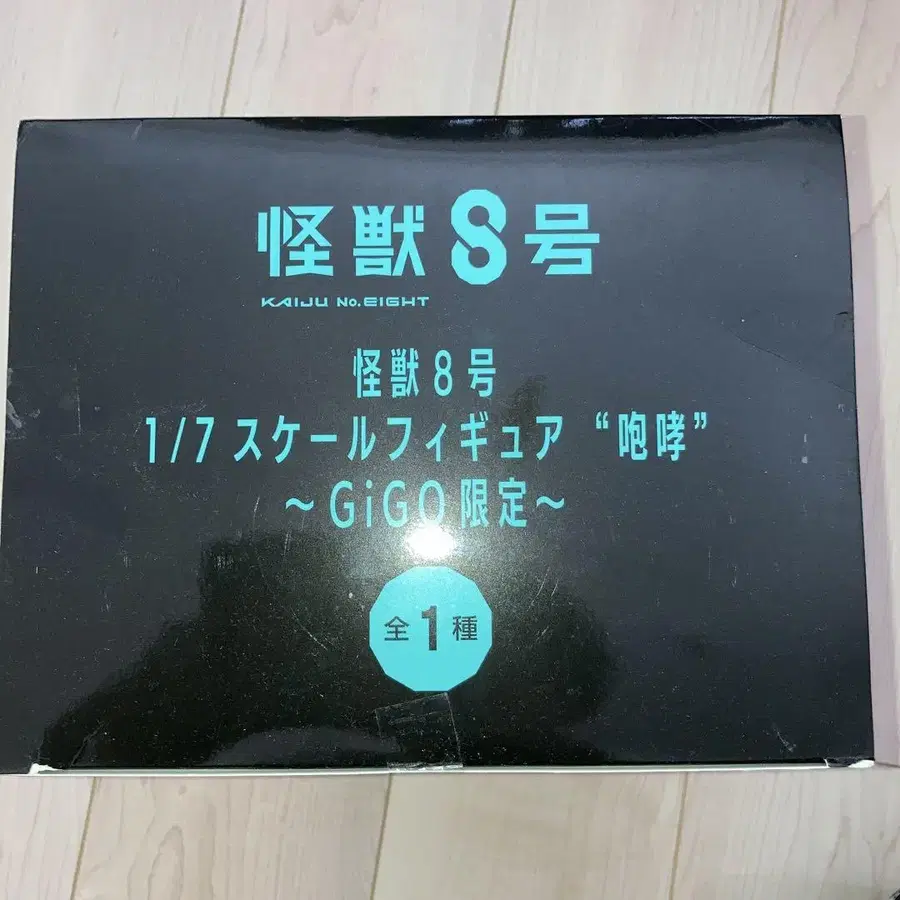 怪獣8号
KAIJU No.EIGHT
怪獣8号
1/7スケールフィギュア “咆哮”
～GiGO限定～
全1種